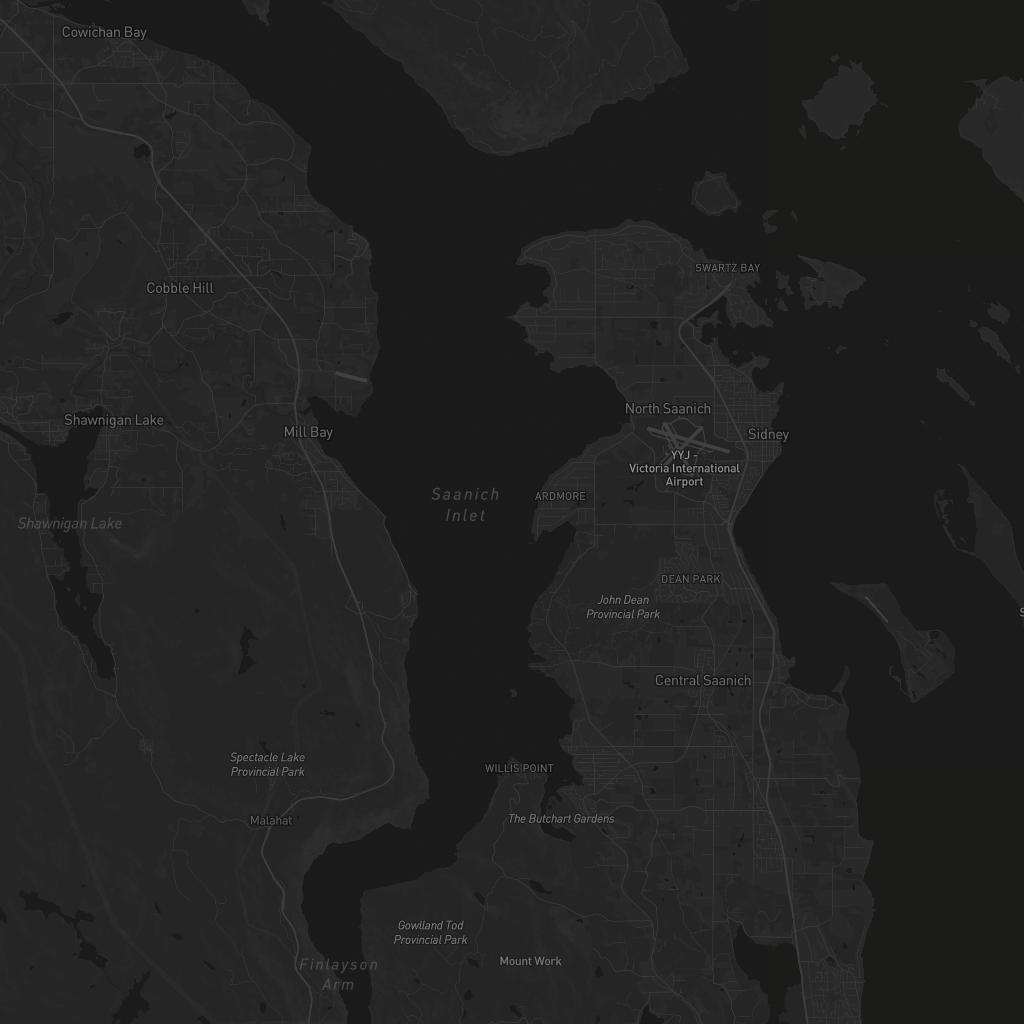 Cowichan Bay
SWARTZ BAY
Cobble Hill
North Saanich
Shawnigan Lake
Mill Bay
Sidney
YYJ -
Victoria International
Airport
Saanich
Inlet
ARDMORE
Shawnigan Lake
DEAN PARK
John Dean
Provincial Park
Central Saanich
Spectacle Lake
Provincial Park
WILLIS POINT
Malahat
The Butchart Gardens
Gowlland Tod
Provincial Park
Mount Work
Finlayson
Arm